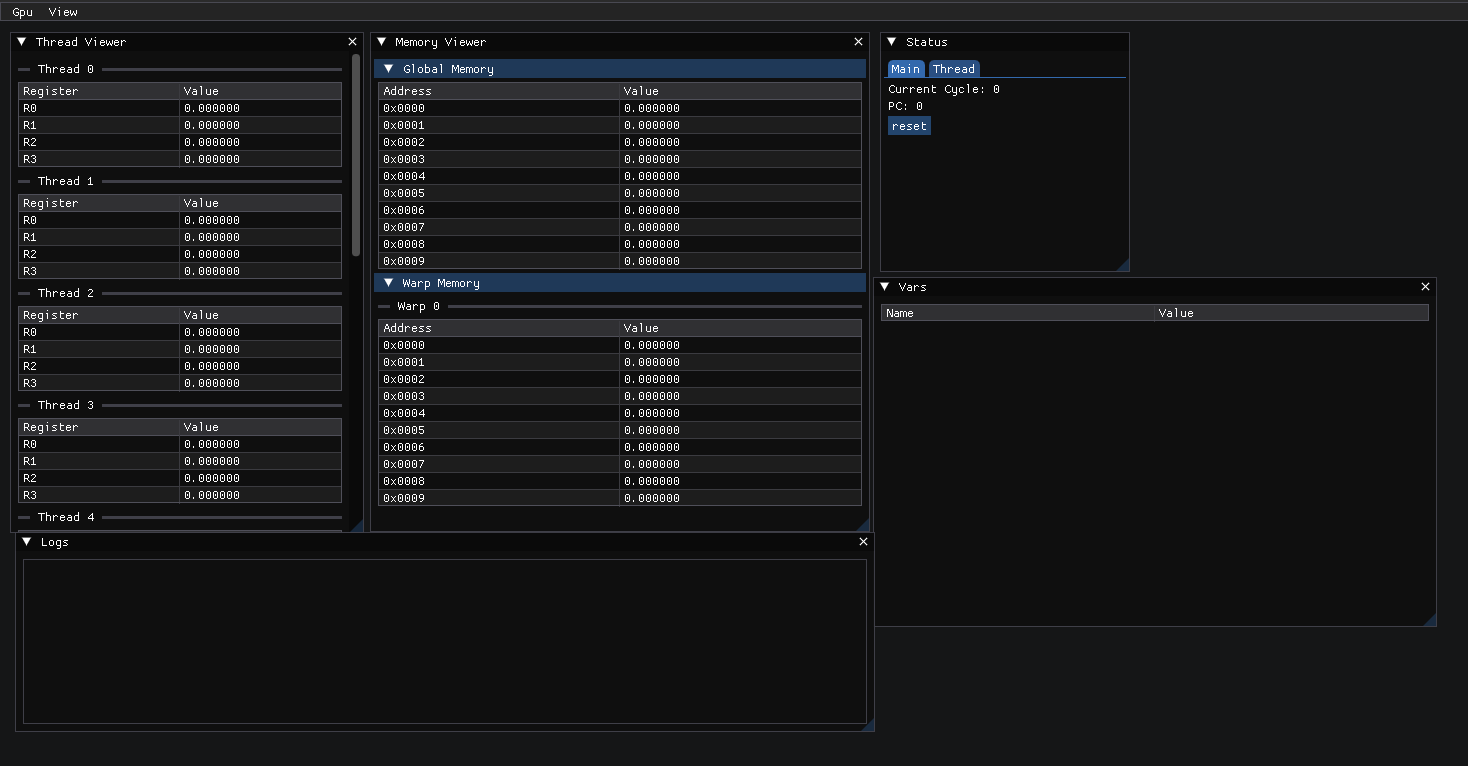 Gpu View
Thread Viewer
Thread 0
Register Value
R0 0.000000
R1 0.000000
R2 0.000000
R3 0.000000
Thread 1
Register Value
R0 0.000000
R1 0.000000
R2 0.000000
R3 0.000000
Thread 2
Register Value
R0 0.000000
R1 0.000000
R2 0.000000
R3 0.000000
Thread 3
Register Value
R0 0.000000
R1 0.000000
R2 0.000000
R3 0.000000
Thread 4
Memory Viewer
Global Memory
Address Value
0x0000 0.000000
0x0001 0.000000
0x0002 0.000000
0x0003 0.000000
0x0004 0.000000
0x0005 0.000000
0x0006 0.000000
0x0007 0.000000
0x0008 0.000000
0x0009 0.000000
Warp Memory
Warp 0
Address Value
0x0000 0.000000
0x0001 0.000000
0x0002 0.000000
0x0003 0.000000
0x0004 0.000000
0x0005 0.000000
0x0006 0.000000
0x0007 0.000000
0x0008 0.000000
0x0009 0.000000
Status
Main Thread
Current Cycle: 0
PC: 0
reset
Vars
Name Value
Logs